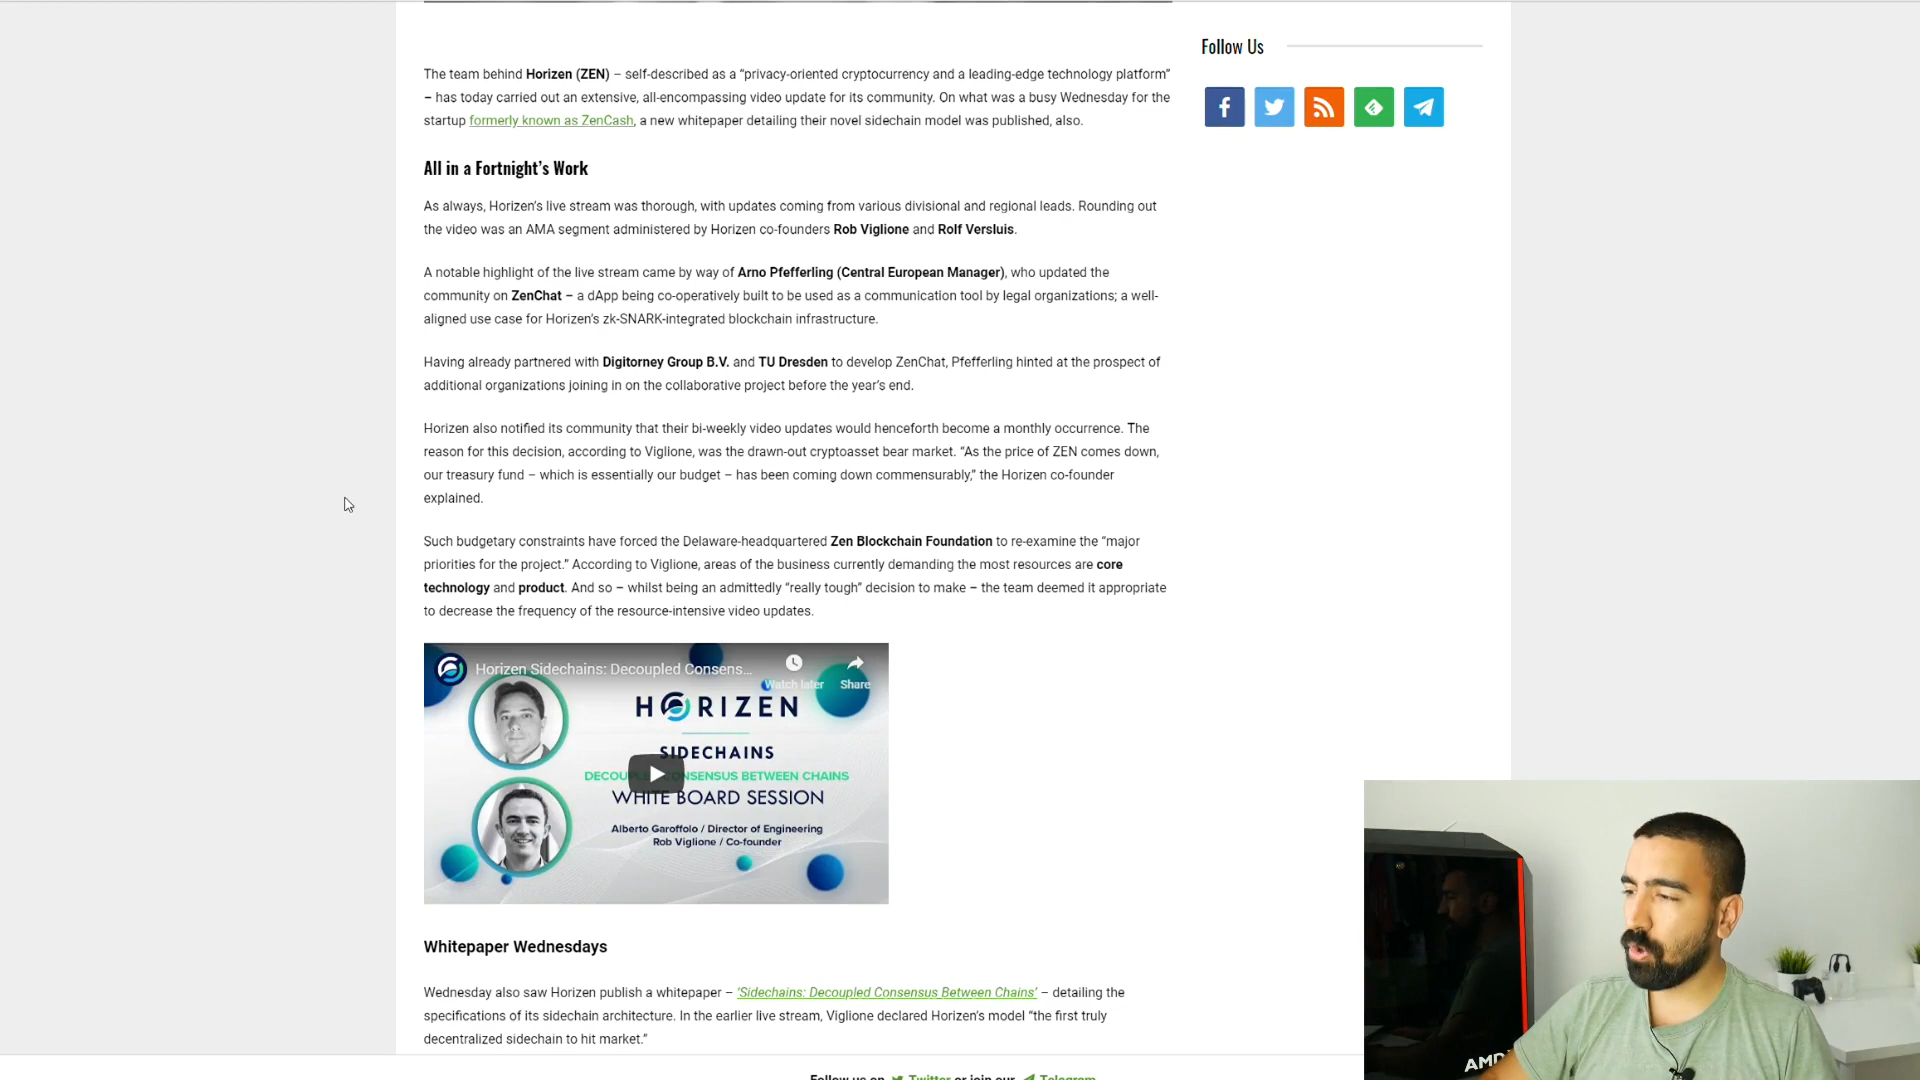 Follow Us
The team behind Horizen (ZEN) – self-described as a “privacy-oriented cryptocurrency and a leading-edge technology platform”
– has today carried out an extensive, all-encompassing video update for its community. On what was a busy Wednesday for the
startup formerly known as ZenCash, a new whitepaper detailing their novel sidechain model was published, also.
All in a Fortnight’s Work
As always, Horizen’s live stream was thorough, with updates coming from various divisional and regional leads. Rounding out
the video was an AMA segment administered by Horizen co-founders Rob Viglione and Rolf Versluis.
A notable highlight of the live stream came by way of Arno Pfefferling (Central European Manager), who updated the
community on ZenChat – a dApp being co-operatively built to be used as a communication tool by legal organizations; a well-
aligned use case for Horizen’s zk-SNARK-integrated blockchain infrastructure.
Having already partnered with Digitorney Group B.V. and TU Dresden to develop ZenChat, Pfefferling hinted at the prospect of
additional organizations joining in on the collaborative project before the year’s end.
Horizen also notified its community that their bi-weekly video updates would henceforth become a monthly occurrence. The
reason for this decision, according to Viglione, was the drawn-out cryptoasset bear market. “As the price of ZEN comes down,
our treasury fund – which is essentially our budget – has been coming down commensurably,” the Horizen co-founder
explained.
Such budgetary constraints have forced the Delaware-headquartered Zen Blockchain Foundation to re-examine the “major
priorities for the project.” According to Viglione, areas of the business currently demanding the most resources are core
technology and product. And so – whilst being an admittedly “really tough” decision to make – the team deemed it appropriate
to decrease the frequency of the resource-intensive video updates.
Horizen Sidechains: Decoupled Consens...
Watch later
Share
HORIZEN
SIDECHAINS
DECOUPLED CONSENSUS BETWEEN CHAINS
WHITE BOARD SESSION
Alberto Garoffolo / Director of Engineering
Rob Viglione / Co-founder
Whitepaper Wednesdays
Wednesday also saw Horizen publish a whitepaper – ‘Sidechains: Decoupled Consensus Between Chains’ – detailing the
specifications of its sidechain architecture. In the earlier live stream, Viglione declared Horizen’s model “the first truly
decentralized sidechain to hit market.”
Follow us on Twitter or join our Telegram
AMD